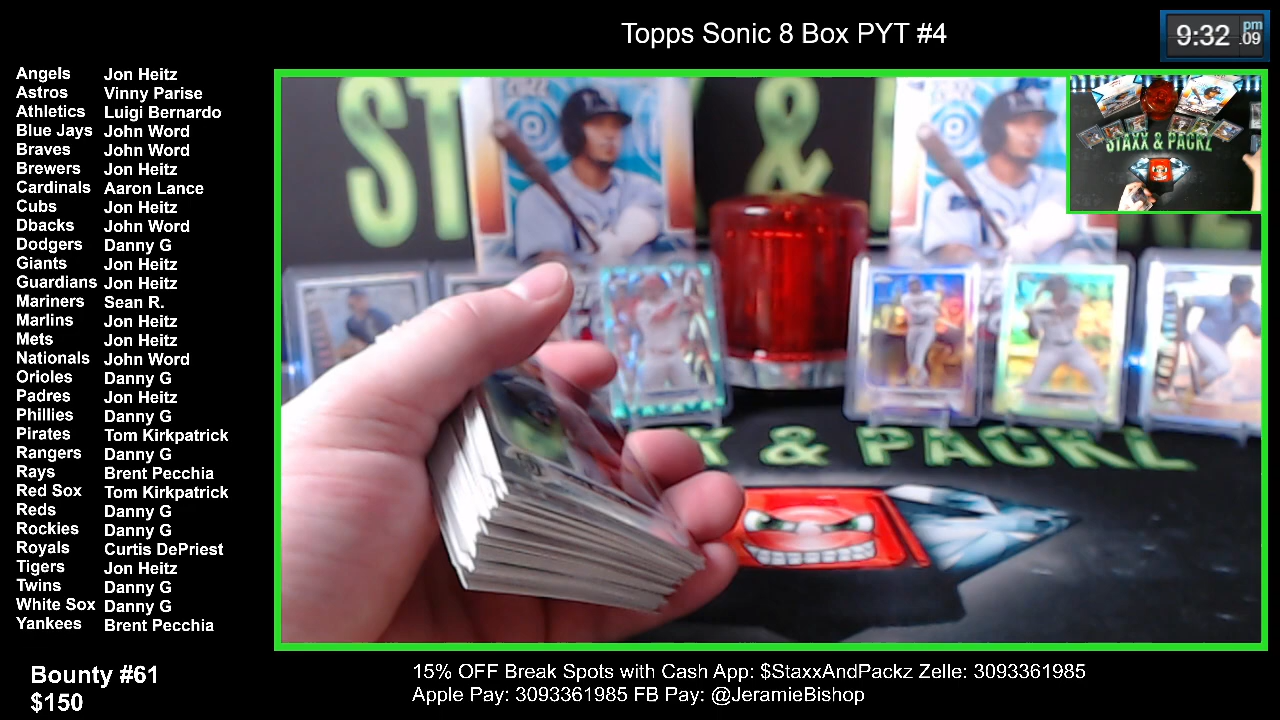 Topps Sonic 8 Box PYT #4
9:32 pm .09
Angels Jon Heitz
Astros Vinny Parise
Athletics Luigi Bernardo
Blue Jays John Word
Braves John Word
Brewers Jon Heitz
Cardinals Aaron Lance
Cubs Jon Heitz
Dbacks John Word
Dodgers Danny G
Giants Jon Heitz
Guardians Jon Heitz
Mariners Sean R.
Marlins Jon Heitz
Mets Jon Heitz
Nationals John Word
Orioles Danny G
Padres Jon Heitz
Phillies Danny G
Pirates Tom Kirkpatrick
Rangers Danny G
Rays Brent Pecchia
Red Sox Tom Kirkpatrick
Reds Danny G
Rockies Danny G
Royals Curtis DePriest
Tigers Jon Heitz
Twins Danny G
White Sox Danny G
Yankees Brent Pecchia
Bounty #61
$150
STAXX & PACKZ
ST &
X & PACKZ
15% OFF Break Spots with Cash App: $StaxxAndPackz Zelle: 3093361985
Apple Pay: 3093361985 FB Pay: @JeramieBishop